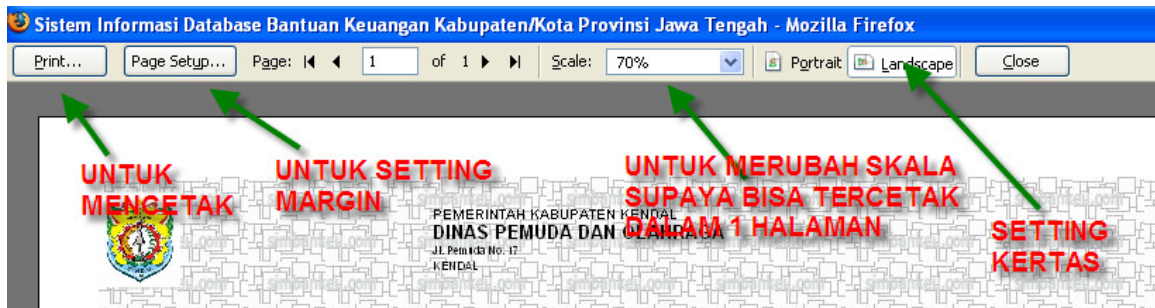 Sistem Informasi Database Bantuan Keuangan Kabupaten/Kota Provinsi Jawa Tengah - Mozilla Firefox
Print... Page Setup... Page: 1 of 1 Scale: 70% Portrait Landscape Close
UNTUK
MENCETAK
UNTUK SETTING
MARGIN
UNTUK MERUBAH SKALA
SUPAYA BISA TERCETAK
DALAM 1 HALAMAN
SETTING
KERTAS
PEMERINTAH KABUPATEN KENDAL
DINAS PEMUDA DAN OLAHRAGA
Jl. Pemuda No. 17
KENDAL